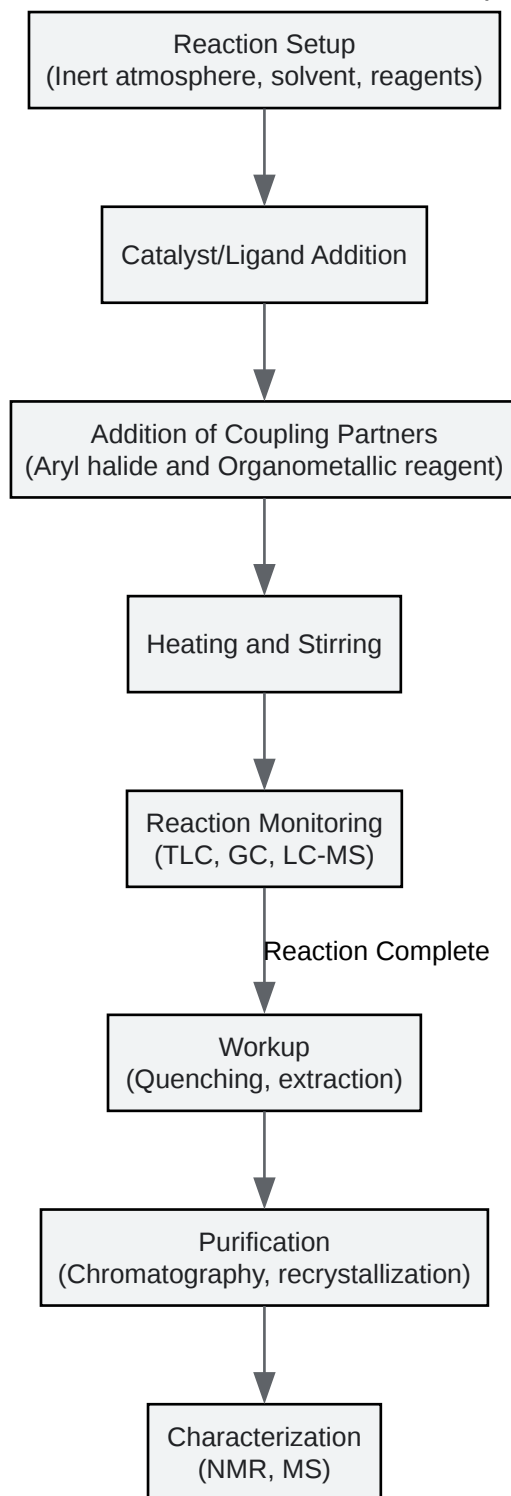 Reaction Setup
(Inert atmosphere, solvent, reagents)
Catalyst/Ligand Addition
Addition of Coupling Partners
(Aryl halide and Organometallic reagent)
Heating and Stirring
Reaction Monitoring
(TLC, GC, LC-MS)
Reaction Complete
Workup
(Quenching, extraction)
Purification
(Chromatography, recrystallization)
Characterization
(NMR, MS)